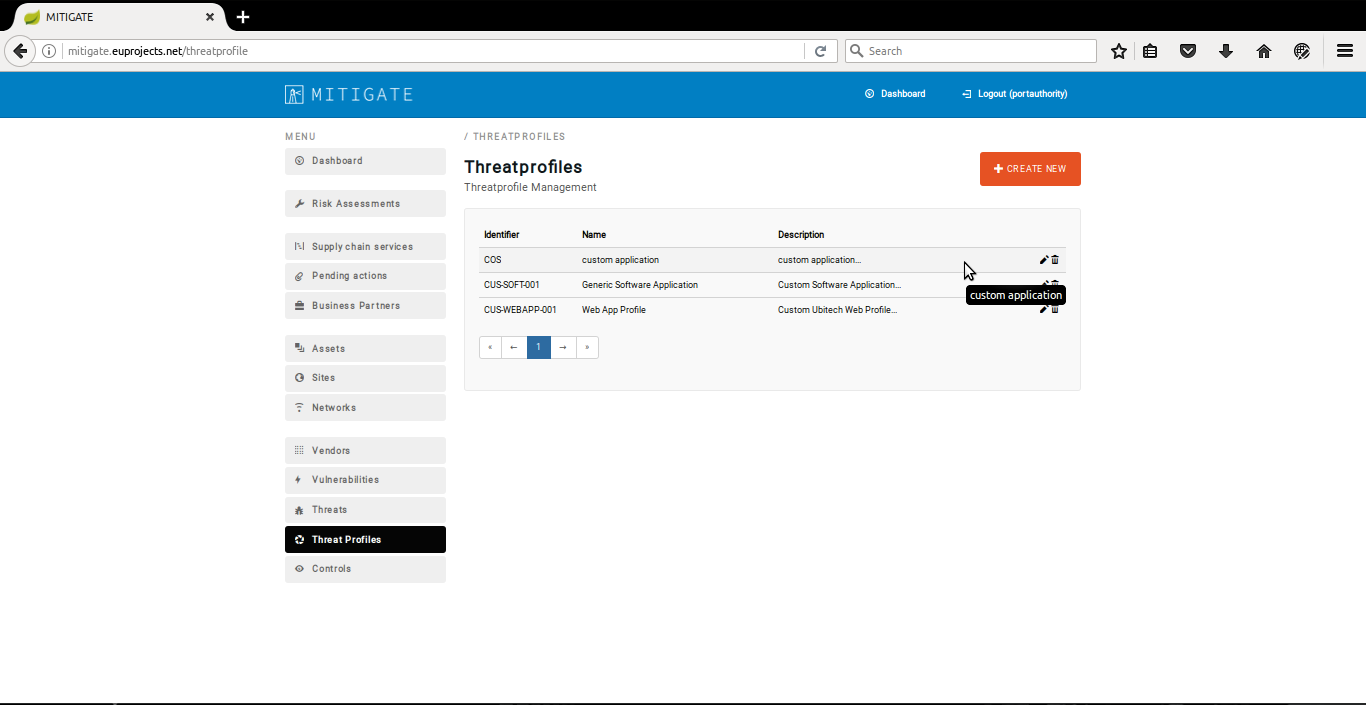 MITIGATE
mitigate.euprojects.net/threatprofile
Search
MITIGATE
Dashboard
Logout (portauthority)
MENU
Dashboard
Risk Assessments
Supply chain services
Pending actions
Business Partners
Assets
Sites
Networks
Vendors
Vulnerabilities
Threats
Threat Profiles
Controls
/ THREATPROFILES
Threatprofiles
Threatprofile Management
+ CREATE NEW
Identifier Name Description
COS custom application custom application...
CUS-SOFT-001 Generic Software Application Custom Software Application...
custom application
CUS-WEBAPP-001 Web App Profile Custom Ubitech Web Profile...
« ← 1 → »